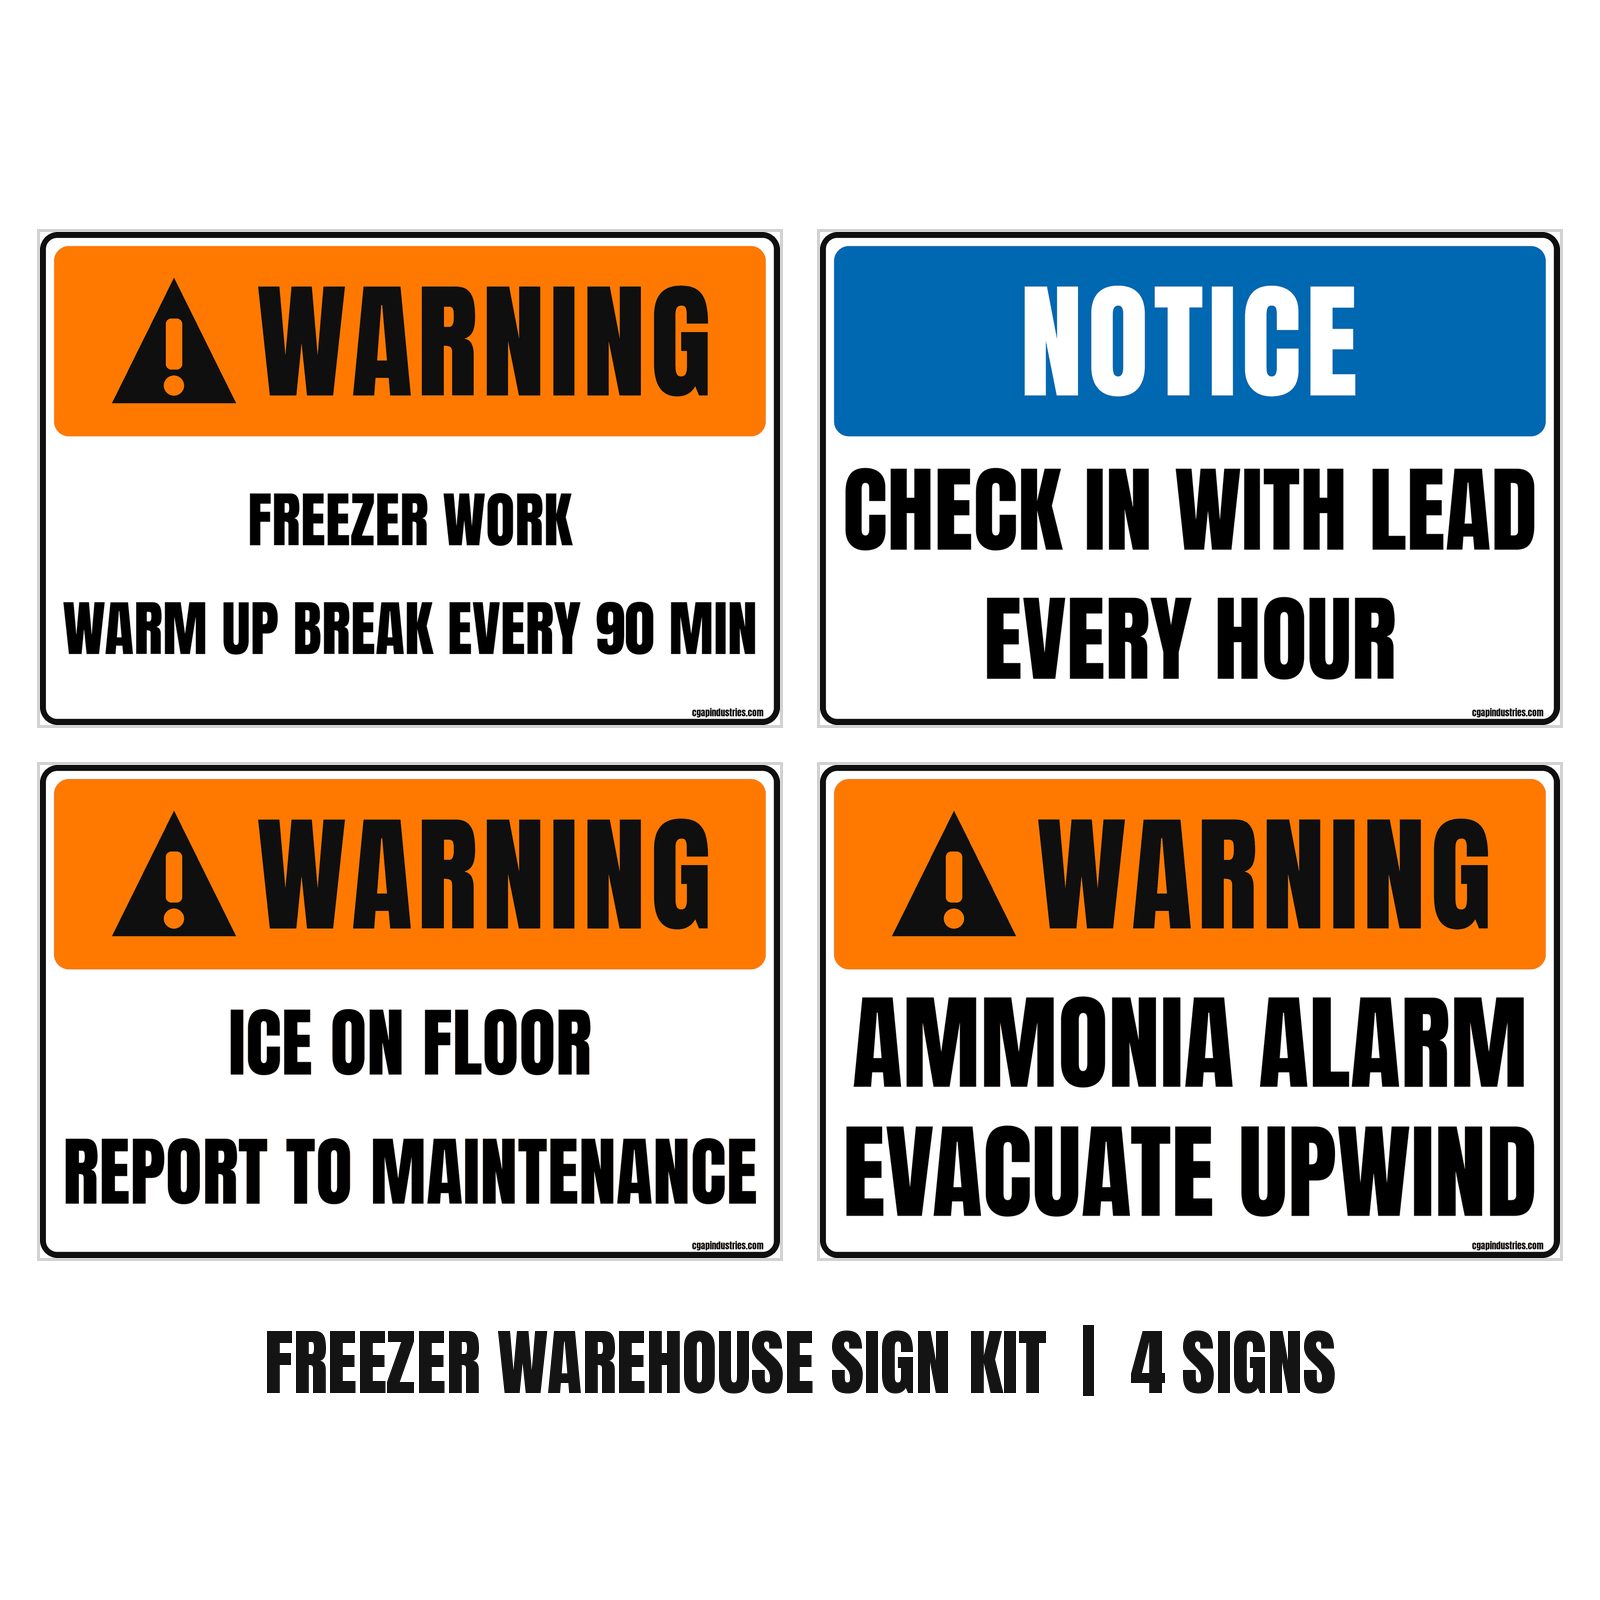 WARNING
FREEZER WORK
WARM UP BREAK EVERY 90 MIN
cgapindustries.com
NOTICE
CHECK IN WITH LEAD
EVERY HOUR
cgapindustries.com
WARNING
ICE ON FLOOR
REPORT TO MAINTENANCE
cgapindustries.com
WARNING
AMMONIA ALARM
EVACUATE UPWIND
cgapindustries.com
FREEZER WAREHOUSE SIGN KIT | 4 SIGNS